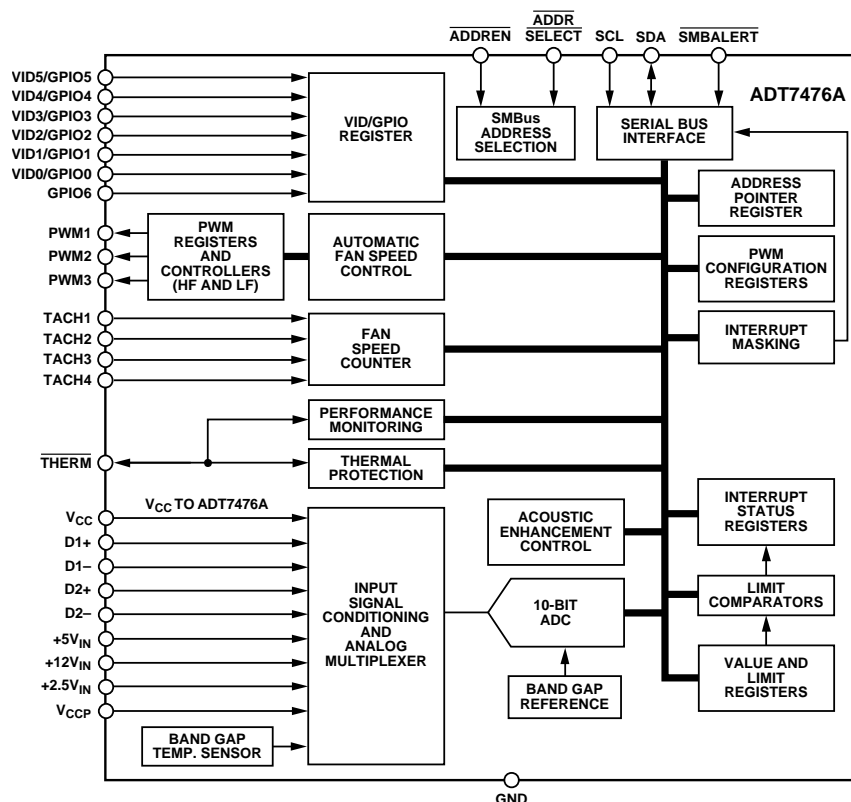 ADDREN
ADDR
SELECT
SCL
SDA
SMBALERT
ADT7476A
VID5/GPIO5
VID4/GPIO4
VID3/GPIO3
VID2/GPIO2
VID1/GPIO1
VID0/GPIO0
GPIO6
VID/GPIO
REGISTER
SMBus
ADDRESS
SELECTION
SERIAL BUS
INTERFACE
ADDRESS
POINTER
REGISTER
PWM1
PWM2
PWM3
PWM
REGISTERS
AND
CONTROLLERS
(HF AND LF)
AUTOMATIC
FAN SPEED
CONTROL
PWM
CONFIGURATION
REGISTERS
TACH1
TACH2
TACH3
TACH4
FAN
SPEED
COUNTER
INTERRUPT
MASKING
PERFORMANCE
MONITORING
THERM
THERMAL
PROTECTION
VCC
VCC TO ADT7476A
D1+
D1–
D2+
D2–
+5VIN
+12VIN
+2.5VIN
VCCP
INPUT
SIGNAL
CONDITIONING
AND
ANALOG
MULTIPLEXER
ACOUSTIC
ENHANCEMENT
CONTROL
INTERRUPT
STATUS
REGISTERS
10-BIT
ADC
LIMIT
COMPARATORS
BAND GAP
REFERENCE
VALUE AND
LIMIT
REGISTERS
BAND GAP
TEMP. SENSOR
GND